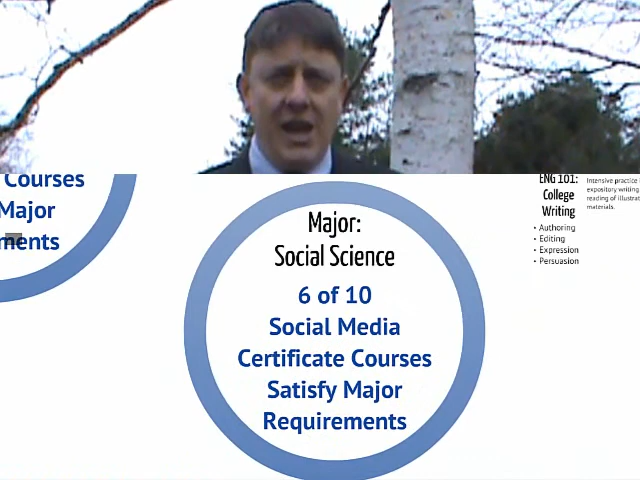 Courses
Major
ments
Major:
Social Science
6 of 10
Social Media
Certificate Courses
Satisfy Major
Requirements
ENG 101:
College
Writing
• Authoring
• Editing
• Expression
• Persuasion
Intensive practice
expository writing
reading of illustrat
materials.